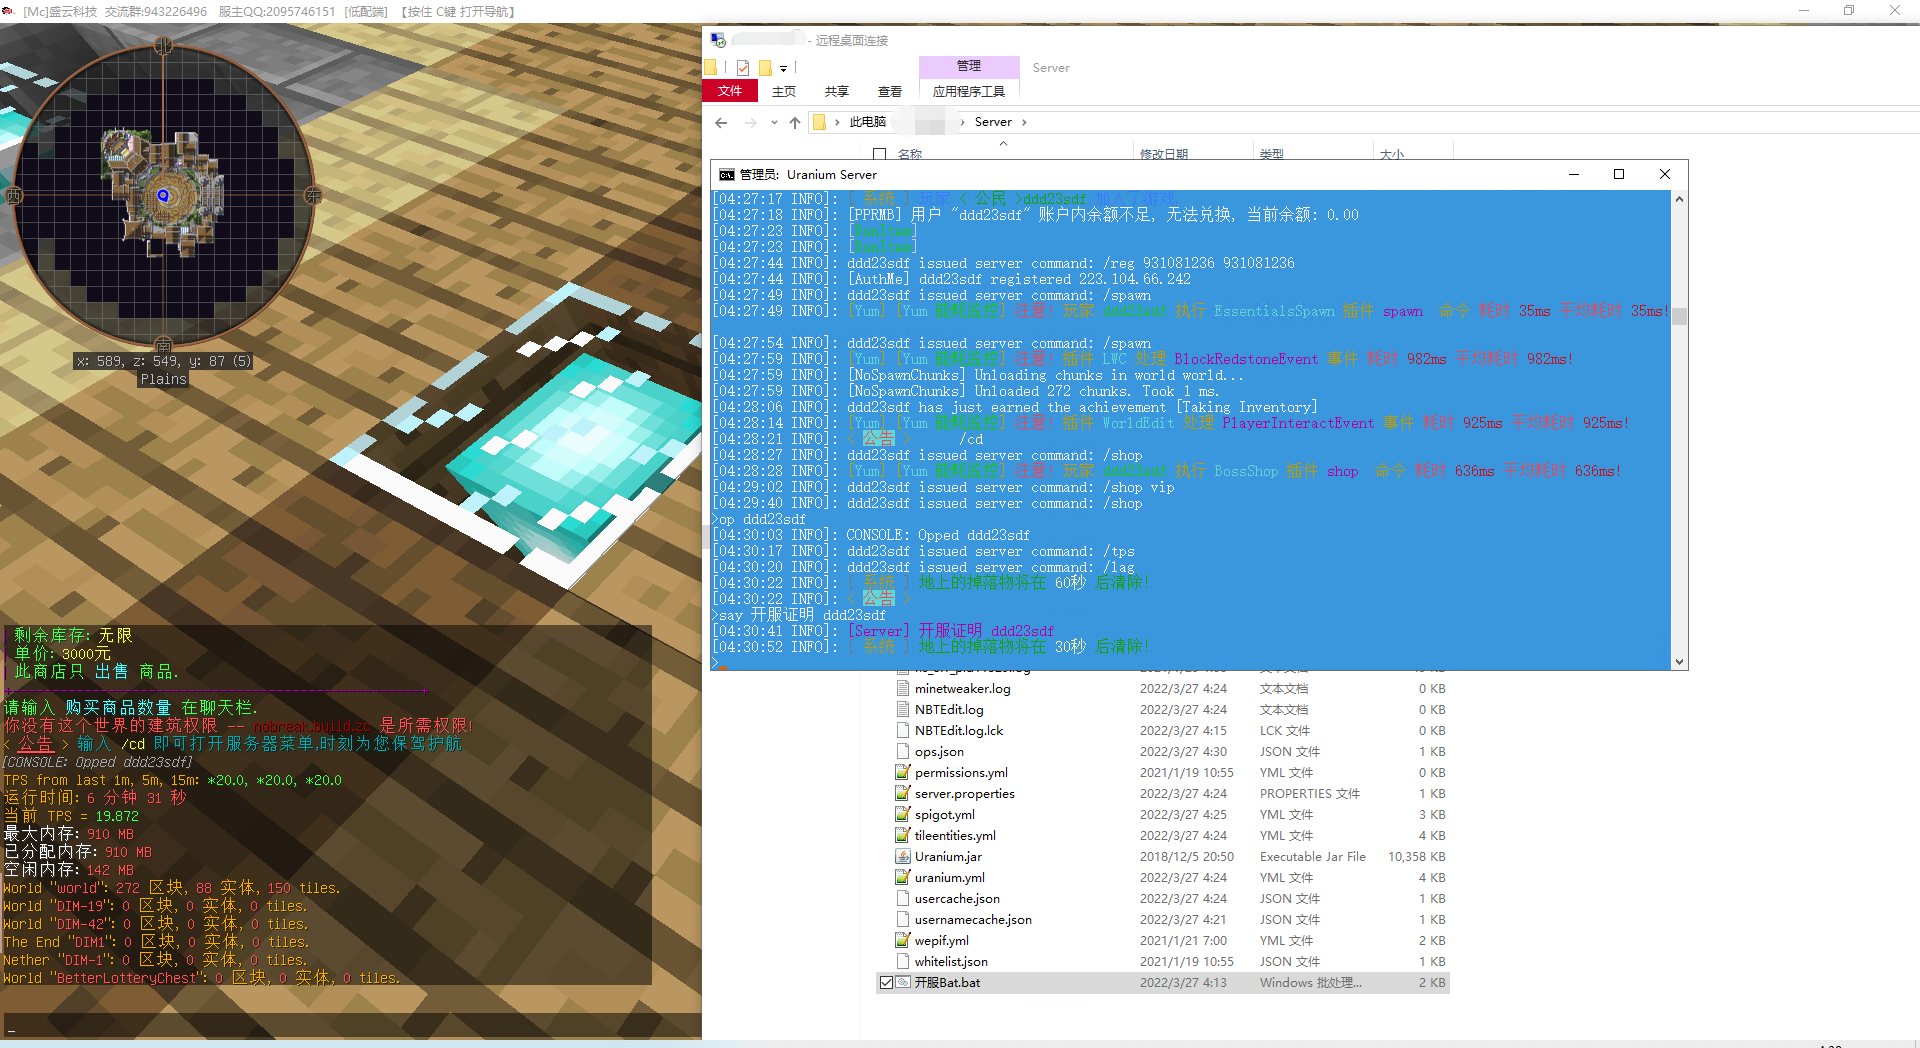 [Mc]盛云科技 交流群:943226496 服主QQ:2095746151 [低配端] 【按住 C键 打开导航】
北
西
东
南
x: 589, z: 549, y: 87 (5)
Plains
剩余库存: 无限
单价: 3000元
此商店只 出售 商品.
+-----------------------------------------------+
请输入 购买商品数量 在聊天栏.
你没有这个世界的建筑权限 -- nobreak.build.zc 是所需权限!
< 公告 > 输入 /cd 即可打开服务器菜单,时刻为您保驾护航
[CONSOLE: Opped ddd23sdf]
TPS from last 1m, 5m, 15m: *20.0, *20.0, *20.0
运行时间: 6 分钟 31 秒
当前 TPS = 19.872
最大内存: 910 MB
已分配内存: 910 MB
空闲内存: 142 MB
World "world": 272 区块, 88 实体, 150 tiles.
World "DIM-19": 0 区块, 0 实体, 0 tiles.
World "DIM-42": 0 区块, 0 实体, 0 tiles.
The End "DIM1": 0 区块, 0 实体, 0 tiles.
Nether "DIM-1": 0 区块, 0 实体, 0 tiles.
World "BetterLotteryChest": 0 区块, 0 实体, 0 tiles.
_
- 远程桌面连接
管理 Server
文件 主页 共享 查看 应用程序工具
此电脑 › Server ›
名称 修改日期 类型 大小
管理员: Uranium Server
[04:27:17 INFO]: [ 系统 ] 玩家 < 公民 >ddd23sdf 加入了游戏
[04:27:18 INFO]: [PPRMB] 用户 "ddd23sdf" 账户内余额不足, 无法兑换, 当前余额: 0.00
[04:27:23 INFO]: [BanItem]
[04:27:23 INFO]: [BanItem]
[04:27:44 INFO]: ddd23sdf issued server command: /reg 931081236 931081236
[04:27:44 INFO]: [AuthMe] ddd23sdf registered 223.104.66.242
[04:27:49 INFO]: ddd23sdf issued server command: /spawn
[04:27:49 INFO]: [Yum] [Yum 能耗监控] 注意! 玩家 ddd23sdf 执行 EssentialsSpawn 插件 spawn 命令 耗时 35ms 平均耗时 35ms!
[04:27:54 INFO]: ddd23sdf issued server command: /spawn
[04:27:59 INFO]: [Yum] [Yum 能耗监控] 注意! 插件 LWC 处理 BlockRedstoneEvent 事件 耗时 982ms 平均耗时 982ms!
[04:27:59 INFO]: [NoSpawnChunks] Unloading chunks in world world...
[04:27:59 INFO]: [NoSpawnChunks] Unloaded 272 chunks. Took 1 ms.
[04:28:06 INFO]: ddd23sdf has just earned the achievement [Taking Inventory]
[04:28:14 INFO]: [Yum] [Yum 能耗监控] 注意! 插件 WorldEdit 处理 PlayerInteractEvent 事件 耗时 925ms 平均耗时 925ms!
[04:28:21 INFO]: < 公告 > /cd
[04:28:27 INFO]: ddd23sdf issued server command: /shop
[04:28:28 INFO]: [Yum] [Yum 能耗监控] 注意! 玩家 ddd23sdf 执行 BossShop 插件 shop 命令 耗时 636ms 平均耗时 636ms!
[04:29:02 INFO]: ddd23sdf issued server command: /shop vip
[04:29:40 INFO]: ddd23sdf issued server command: /shop
>op ddd23sdf
[04:30:03 INFO]: CONSOLE: Opped ddd23sdf
[04:30:17 INFO]: ddd23sdf issued server command: /tps
[04:30:20 INFO]: ddd23sdf issued server command: /lag
[04:30:22 INFO]: [ 系统 ] 地上的掉落物将在 60秒 后清除!
[04:30:22 INFO]: < 公告 >
>say 开服证明 ddd23sdf
[04:30:41 INFO]: [Server] 开服证明 ddd23sdf
[04:30:52 INFO]: [ 系统 ] 地上的掉落物将在 30秒 后清除!
>
minetweaker.log 2022/3/27 4:24 文本文档 0 KB
NBTEdit.log 2022/3/27 4:24 文本文档 0 KB
NBTEdit.log.lck 2022/3/27 4:15 LCK 文件 0 KB
ops.json 2022/3/27 4:30 JSON 文件 1 KB
permissions.yml 2021/1/19 10:55 YML 文件 0 KB
server.properties 2022/3/27 4:24 PROPERTIES 文件 1 KB
spigot.yml 2022/3/27 4:25 YML 文件 3 KB
tileentities.yml 2022/3/27 4:24 YML 文件 4 KB
Uranium.jar 2018/12/5 20:50 Executable Jar File 10,358 KB
uranium.yml 2022/3/27 4:24 YML 文件 4 KB
usercache.json 2022/3/27 4:24 JSON 文件 1 KB
usernamecache.json 2022/3/27 4:21 JSON 文件 1 KB
wepif.yml 2021/1/21 7:00 YML 文件 2 KB
whitelist.json 2021/1/19 10:55 JSON 文件 1 KB
开服Bat.bat 2022/3/27 4:13 Windows 批处理... 2 KB